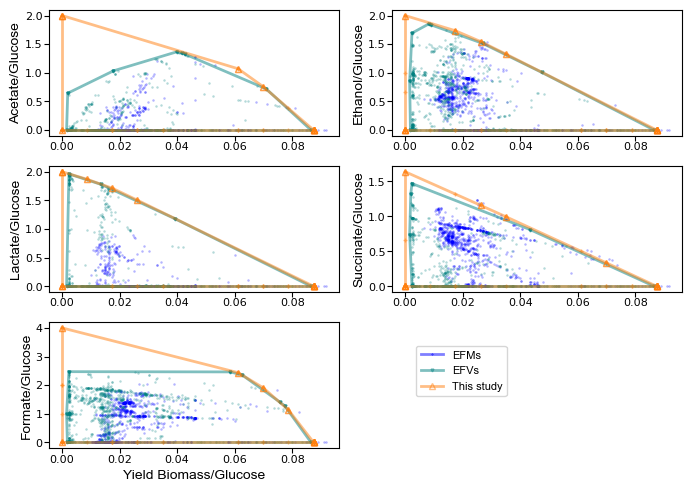 2.0
1.5
1.0
0.5
0.0
Acetate/Glucose
0.00 0.02 0.04 0.06 0.08
2.0
1.5
1.0
0.5
0.0
Ethanol/Glucose
0.00 0.02 0.04 0.06 0.08
2.0
1.5
1.0
0.5
0.0
Lactate/Glucose
0.00 0.02 0.04 0.06 0.08
1.5
1.0
0.5
0.0
Succinate/Glucose
0.00 0.02 0.04 0.06 0.08
4
3
2
1
0
Formate/Glucose
0.00 0.02 0.04 0.06 0.08
Yield Biomass/Glucose
EFMs
EFVs
This study